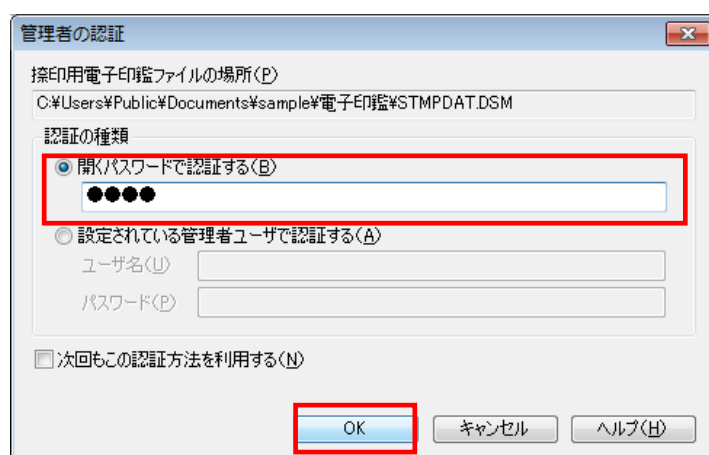 管理者の認証
捺印用電子印鑑ファイルの場所(P)
C:¥Users¥Public¥Documents¥sample¥電子印鑑¥STMPDAT.DSM
認証の種類
開くパスワードで認証する(B)
●●●●
設定されている管理者ユーザで認証する(A)
ユーザ名(U)
パスワード(P)
次回もこの認証方法を利用する(N)
OK キャンセル ヘルプ(H)